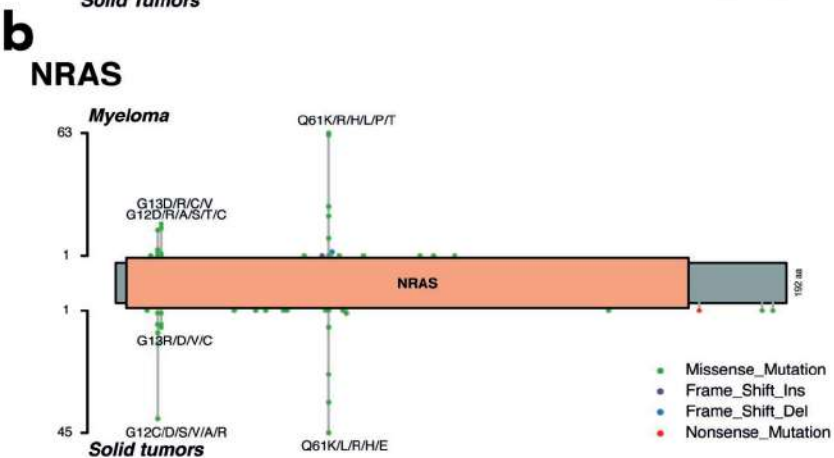 Solid Tumors
b
NRAS
Myeloma
63
Q61K/R/H/L/P/T
G13D/R/C/V
G12D/R/A/S/T/C
1
NRAS
192 aa
1
G13R/D/V/C
Missense_Mutation
Frame_Shift_Ins
Frame_Shift_Del
Nonsense_Mutation
45
G12C/D/S/V/A/R
Q61K/L/R/H/E
Solid tumors